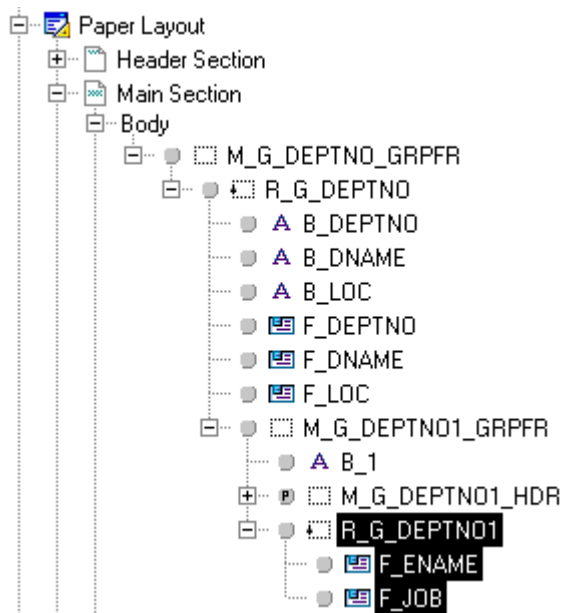 Paper Layout
Header Section
Main Section
Body
M_G_DEPTNO_GRPFR
R_G_DEPTNO
A B_DEPTNO
A B_DNAME
A B_LOC
F_DEPTNO
F_DNAME
F_LOC
M_G_DEPTNO1_GRPFR
A B_1
P M_G_DEPTNO1_HDR
R_G_DEPTNO1
F_ENAME
F_JOB